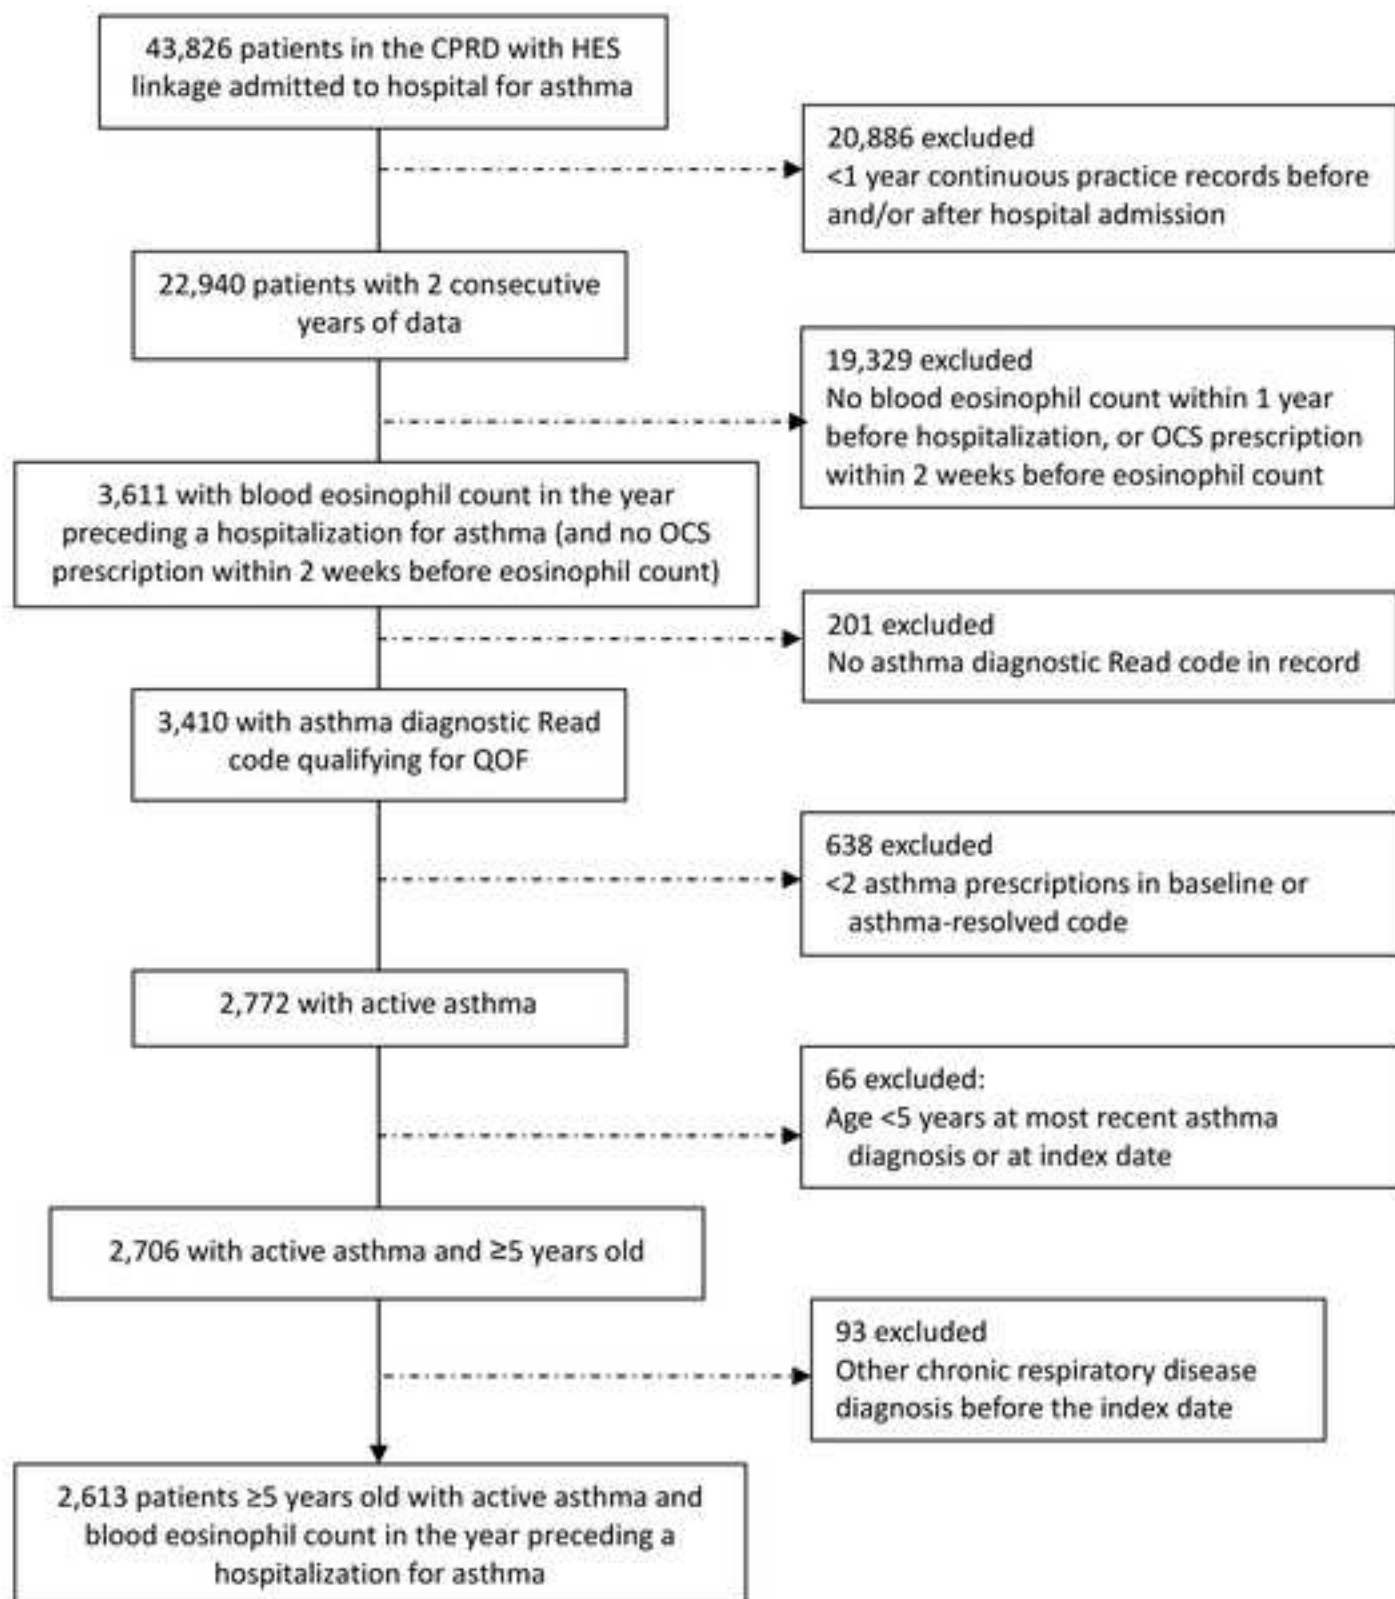 43,826 patients in the CPRD with HES
linkage admitted to hospital for asthma
20,886 excluded
<1 year continuous practice records before
and/or after hospital admission
22,940 patients with 2 consecutive
years of data
19,329 excluded
No blood eosinophil count within 1 year
before hospitalization, or OCS prescription
within 2 weeks before eosinophil count
3,611 with blood eosinophil count in the year
preceding a hospitalization for asthma (and no OCS
prescription within 2 weeks before eosinophil count)
201 excluded
No asthma diagnostic Read code in record
3,410 with asthma diagnostic Read
code qualifying for QOF
638 excluded
<2 asthma prescriptions in baseline or
asthma-resolved code
2,772 with active asthma
66 excluded:
Age <5 years at most recent asthma
diagnosis or at index date
2,706 with active asthma and ≥5 years old
93 excluded
Other chronic respiratory disease
diagnosis before the index date
2,613 patients ≥5 years old with active asthma and
blood eosinophil count in the year preceding a
hospitalization for asthma